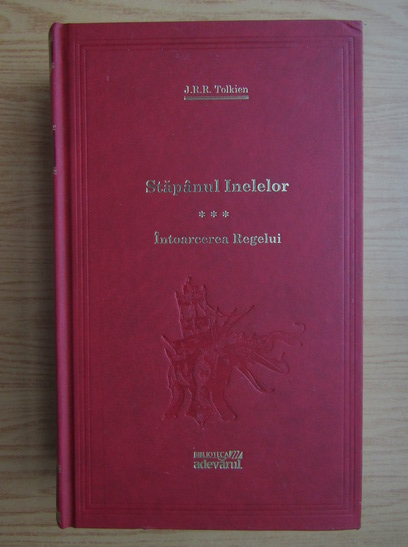 J.R.R. Tolkien
Stăpânul Inelelor
* * *
Întoarcerea Regelui
BIBLIOTECA
adevărul